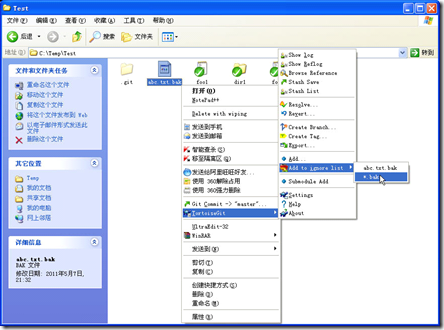 Test
文件(F) 编辑(E) 查看(V) 收藏(A) 工具(T) 帮助(H)
后退 搜索 文件夹
地址(D) C:\Temp\Test 转到
文件和文件夹任务
重命名这个文件
移动这个文件
复制这个文件
将这个文件发布到 Web
以电子邮件形式发送此文件
删除这个文件
其它位置
Temp
我的文档
共享文档
我的电脑
网上邻居
详细信息
abc.txt.bak
BAK 文件
修改日期: 2011年5月7日,
21:32
.git
abc.txt.bak
foo1
dir1
打开(O)
NotePad++
Delete with wiping
发送到手机
发送到邮箱
智能查杀(K)
移至隔离区(Q)
发送给阿里旺旺好友...
使用 360解除占用
使用 360强力删除
Git Commit -> "master"...
TortoiseGit
UltraEdit-32
WinRAR
发送到(N)
剪切(T)
复制(C)
创建快捷方式(S)
删除(D)
重命名(M)
属性(R)
Show log
Show Reflog
Browse Reference
Stash Save
Stash List
Resolve...
Revert...
Create Branch...
Create Tag...
Export...
Add...
Add to ignore list
Submodule Add
Settings
Help
About
abc.txt.bak
*.bak